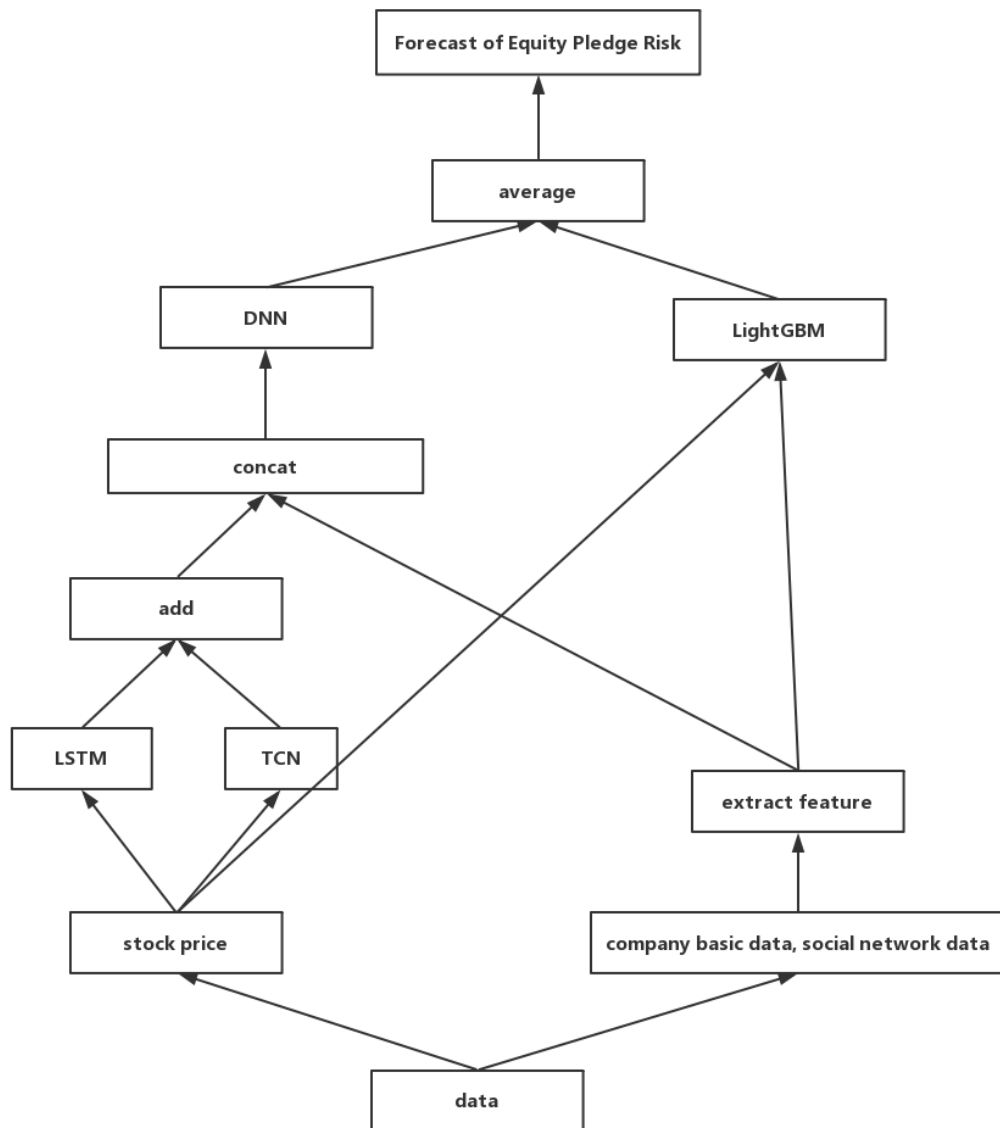 Forecast of Equity Pledge Risk
average
DNN
LightGBM
concat
add
LSTM
TCN
extract feature
stock price
company basic data, social network data
data